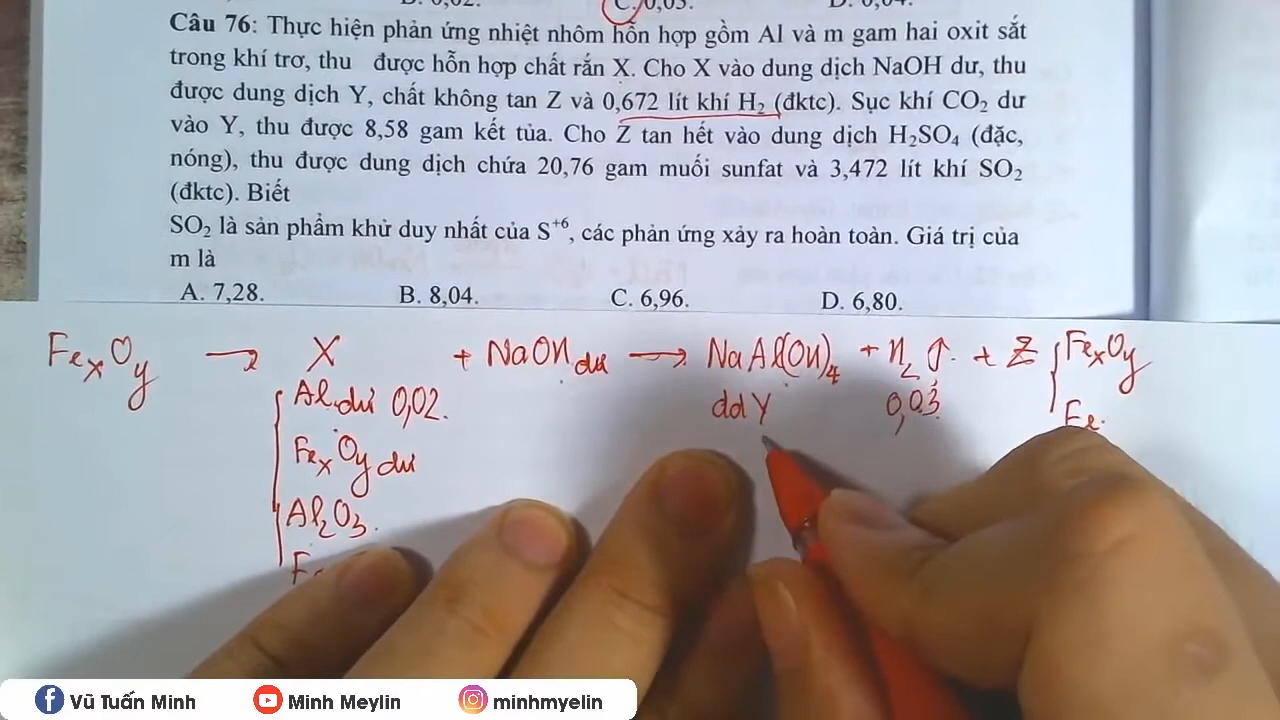 D. 0,02. C. 0,03. D. 0,04.
Câu 76: Thực hiện phản ứng nhiệt nhôm hỗn hợp gồm Al và m gam hai oxit sắt
trong khí trơ, thu được hỗn hợp chất rắn X. Cho X vào dung dịch NaOH dư, thu
được dung dịch Y, chất không tan Z và 0,672 lít khí H₂ (đktc). Sục khí CO₂ dư
vào Y, thu được 8,58 gam kết tủa. Cho Z tan hết vào dung dịch H₂SO₄ (đặc,
nóng), thu được dung dịch chứa 20,76 gam muối sunfat và 3,472 lít khí SO₂
(đktc). Biết
SO₂ là sản phẩm khử duy nhất của S⁺⁶, các phản ứng xảy ra hoàn toàn. Giá trị của
m là
A. 7,28. B. 8,04. C. 6,96. D. 6,80.
FeₓOy → X + NaOH dư → NaAl(OH)₄ + H₂ ↑ + Z { FeₓOy
Al dư 0,02. ddY 0,03 Fe
FeₓOy dư
Al₂O₃
Vũ Tuấn Minh Minh Meylin minhmyelin